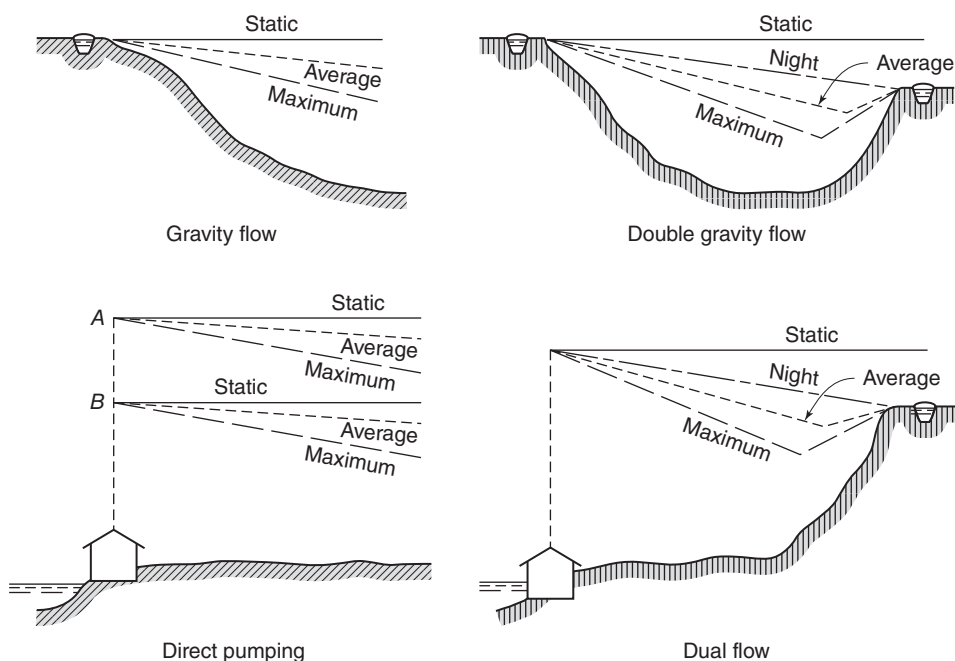 Static
Average
Maximum
Gravity flow
Static
Night
Average
Maximum
Double gravity flow
A
Static
Average
Maximum
B
Static
Average
Maximum
Direct pumping
Static
Night
Average
Maximum
Dual flow